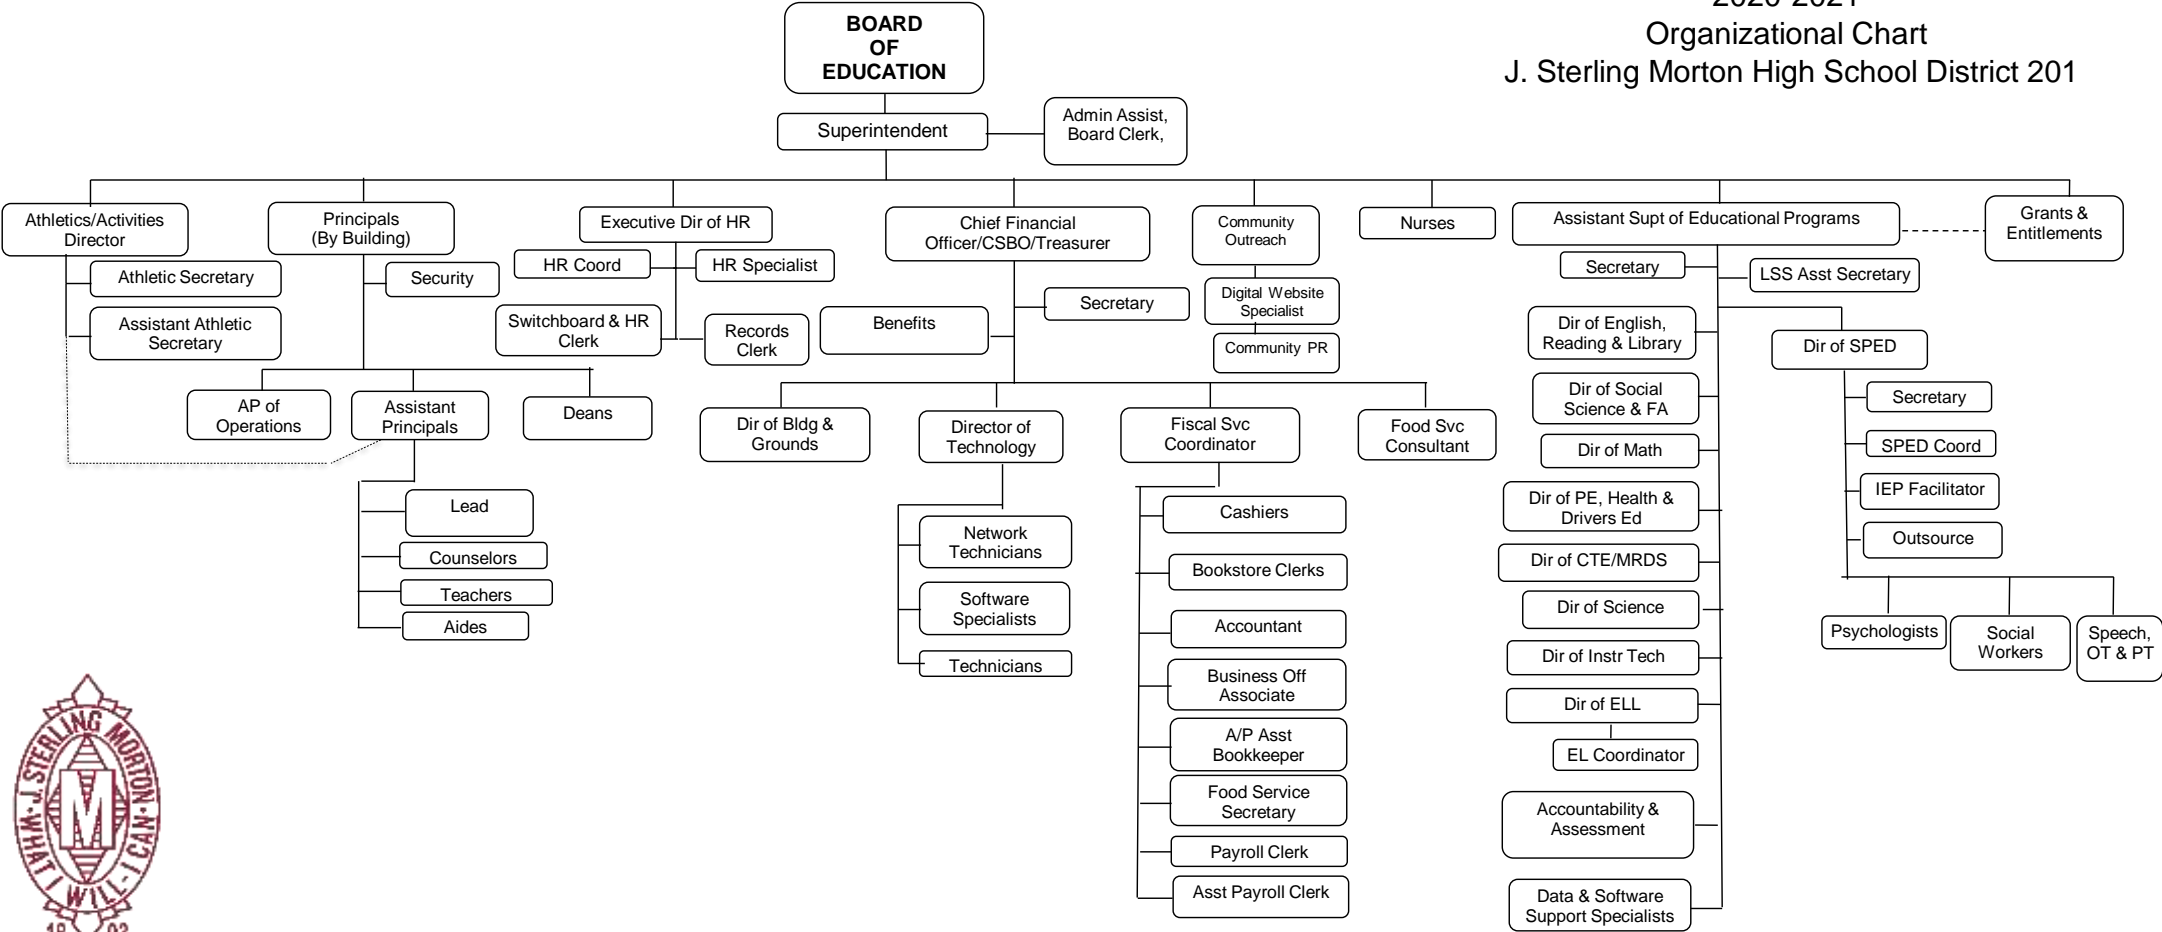 2020-2021
Organizational Chart
J. Sterling Morton High School District 201
BOARD
OF
EDUCATION
Superintendent
Admin Assist,
Board Clerk,
Athletics/Activities
Director
Athletic Secretary
Assistant Athletic
Secretary
Principals
(By Building)
Security
AP of
Operations
Assistant
Principals
Deans
Lead
Counselors
Teachers
Aides
Executive Dir of HR
HR Coord
HR Specialist
Switchboard & HR
Clerk
Records
Clerk
Chief Financial
Officer/CSBO/Treasurer
Secretary
Benefits
Dir of Bldg &
Grounds
Director of
Technology
Network
Technicians
Software
Specialists
Technicians
Fiscal Svc
Coordinator
Cashiers
Bookstore Clerks
Accountant
Business Off
Associate
A/P Asst
Bookkeeper
Food Service
Secretary
Payroll Clerk
Asst Payroll Clerk
Food Svc
Consultant
Community
Outreach
Digital Website
Specialist
Community PR
Nurses
Assistant Supt of Educational Programs
Secretary
LSS Asst Secretary
Dir of English,
Reading & Library
Dir of Social
Science & FA
Dir of Math
Dir of PE, Health &
Drivers Ed
Dir of CTE/MRDS
Dir of Science
Dir of Instr Tech
Dir of ELL
EL Coordinator
Accountability &
Assessment
Data & Software
Support Specialists
Dir of SPED
Secretary
SPED Coord
IEP Facilitator
Outsource
Psychologists
Social
Workers
Speech,
OT & PT
Grants &
Entitlements
J. STERLING MORTON
M
WHAT I WILL - I CAN